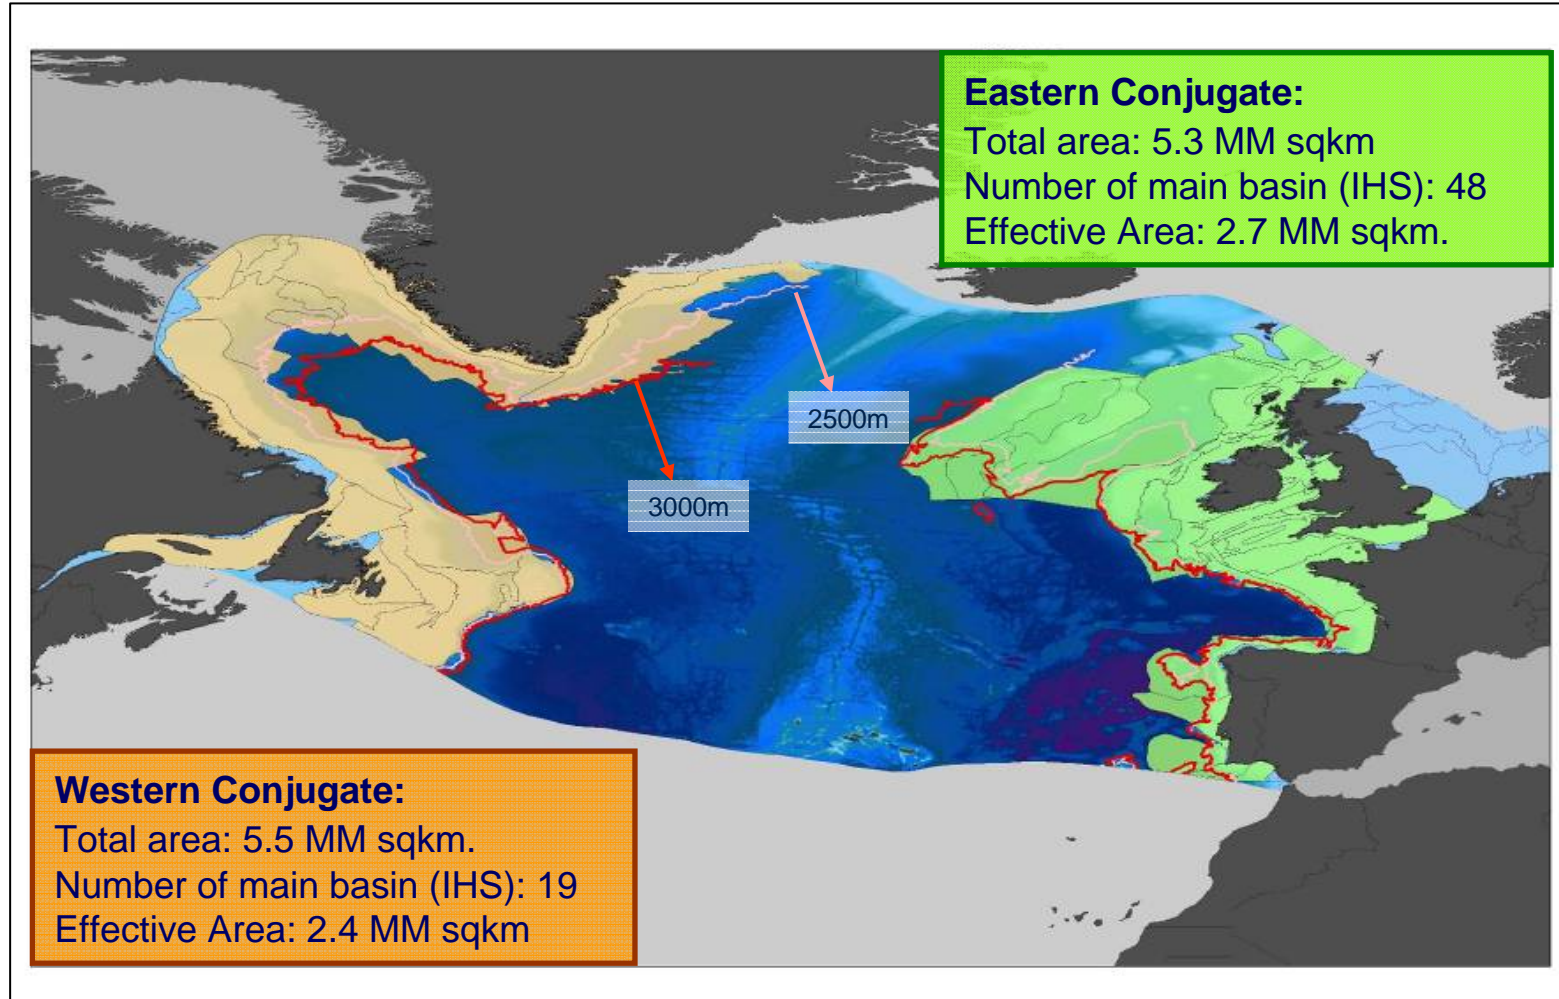 Eastern Conjugate:
Total area: 5.3 MM sqkm
Number of main basin (IHS): 48
Effective Area: 2.7 MM sqkm.
2500m
3000m
Western Conjugate:
Total area: 5.5 MM sqkm.
Number of main basin (IHS): 19
Effective Area: 2.4 MM sqkm